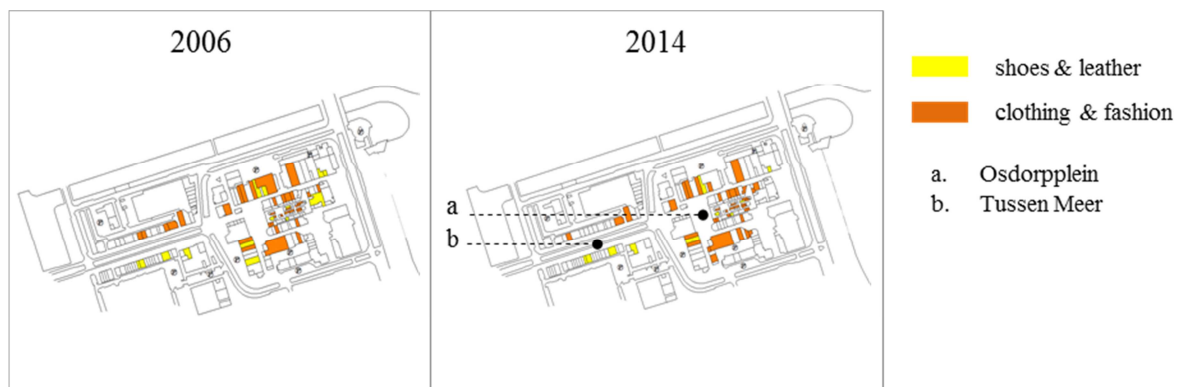 2006
2014
shoes & leather
clothing & fashion
a. Osdorpplein
b. Tussen Meer
a
b